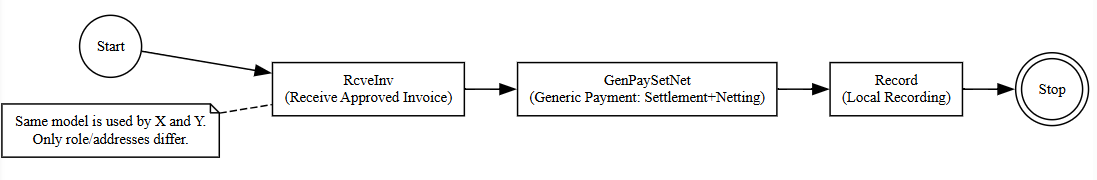 Start
RcveInv
(Receive Approved Invoice)
GenPaySetNet
(Generic Payment: Settlement+Netting)
Record
(Local Recording)
Stop
Same model is used by X and Y.
Only role/addresses differ.